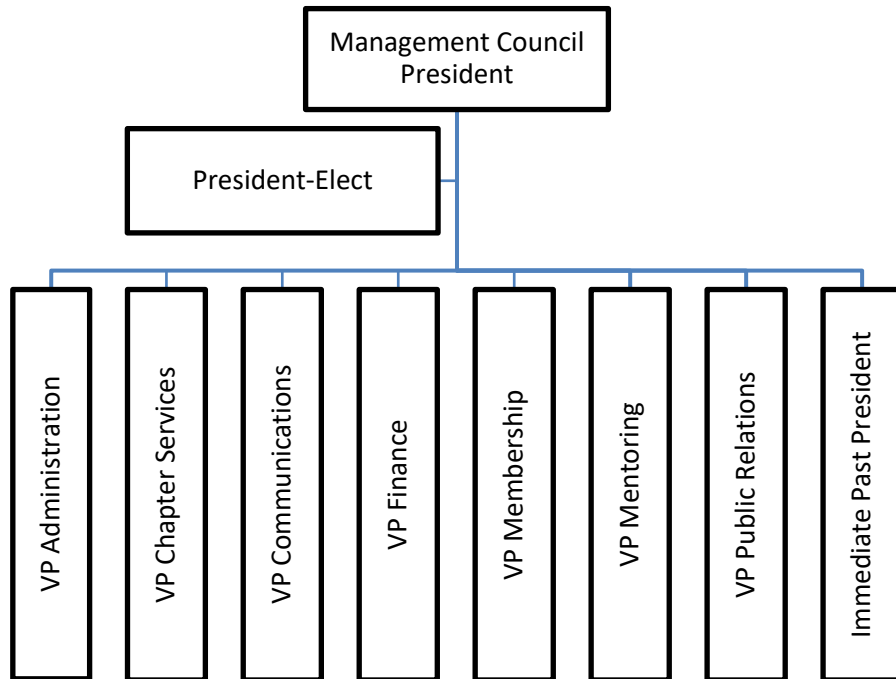 Management Council
President
President-Elect
VP Administration
VP Chapter Services
VP Communications
VP Finance
VP Membership
VP Mentoring
VP Public Relations
Immediate Past President